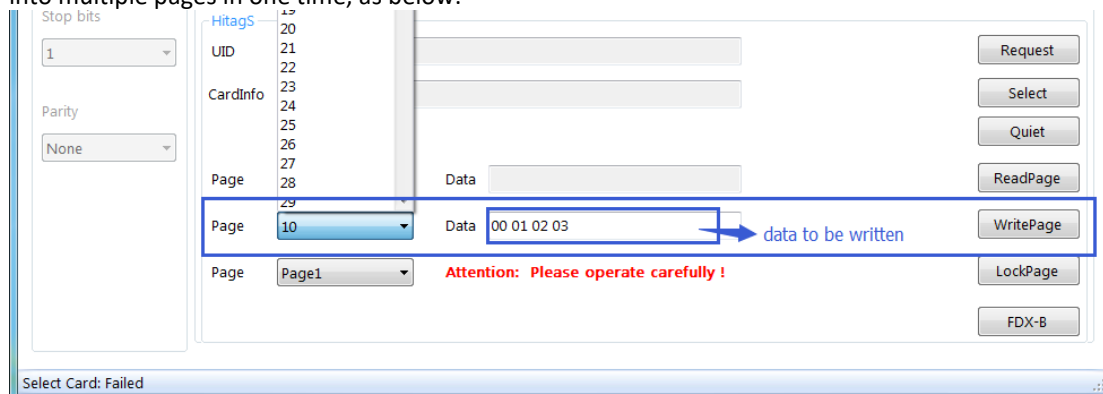 into multiple pages in one time, as below:
Stop bits
1
Parity
None
HitagS
UID
CardInfo
19
20
21
22
23
24
25
26
27
28
29
Request
Select
Quiet
Page Data ReadPage
Page 10 Data 00 01 02 03 data to be written WritePage
Page Page1 Attention: Please operate carefully ! LockPage
FDX-B
Select Card: Failed